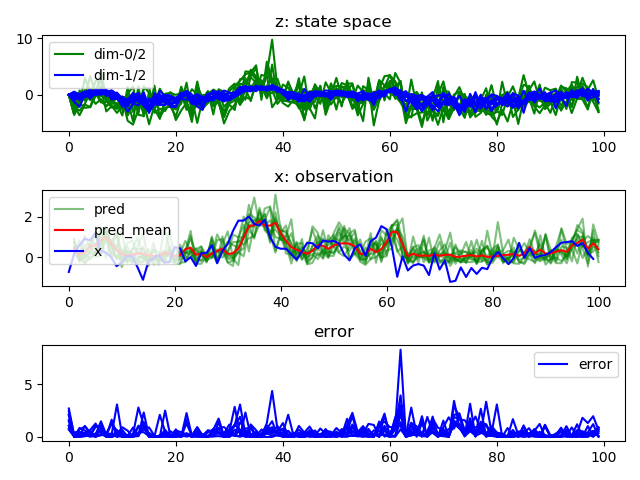 z: state space
10
0
dim-0/2
dim-1/2
0 20 40 60 80 100
x: observation
2
0
pred
pred_mean
x
0 20 40 60 80 100
error
5
0
error
0 20 40 60 80 100